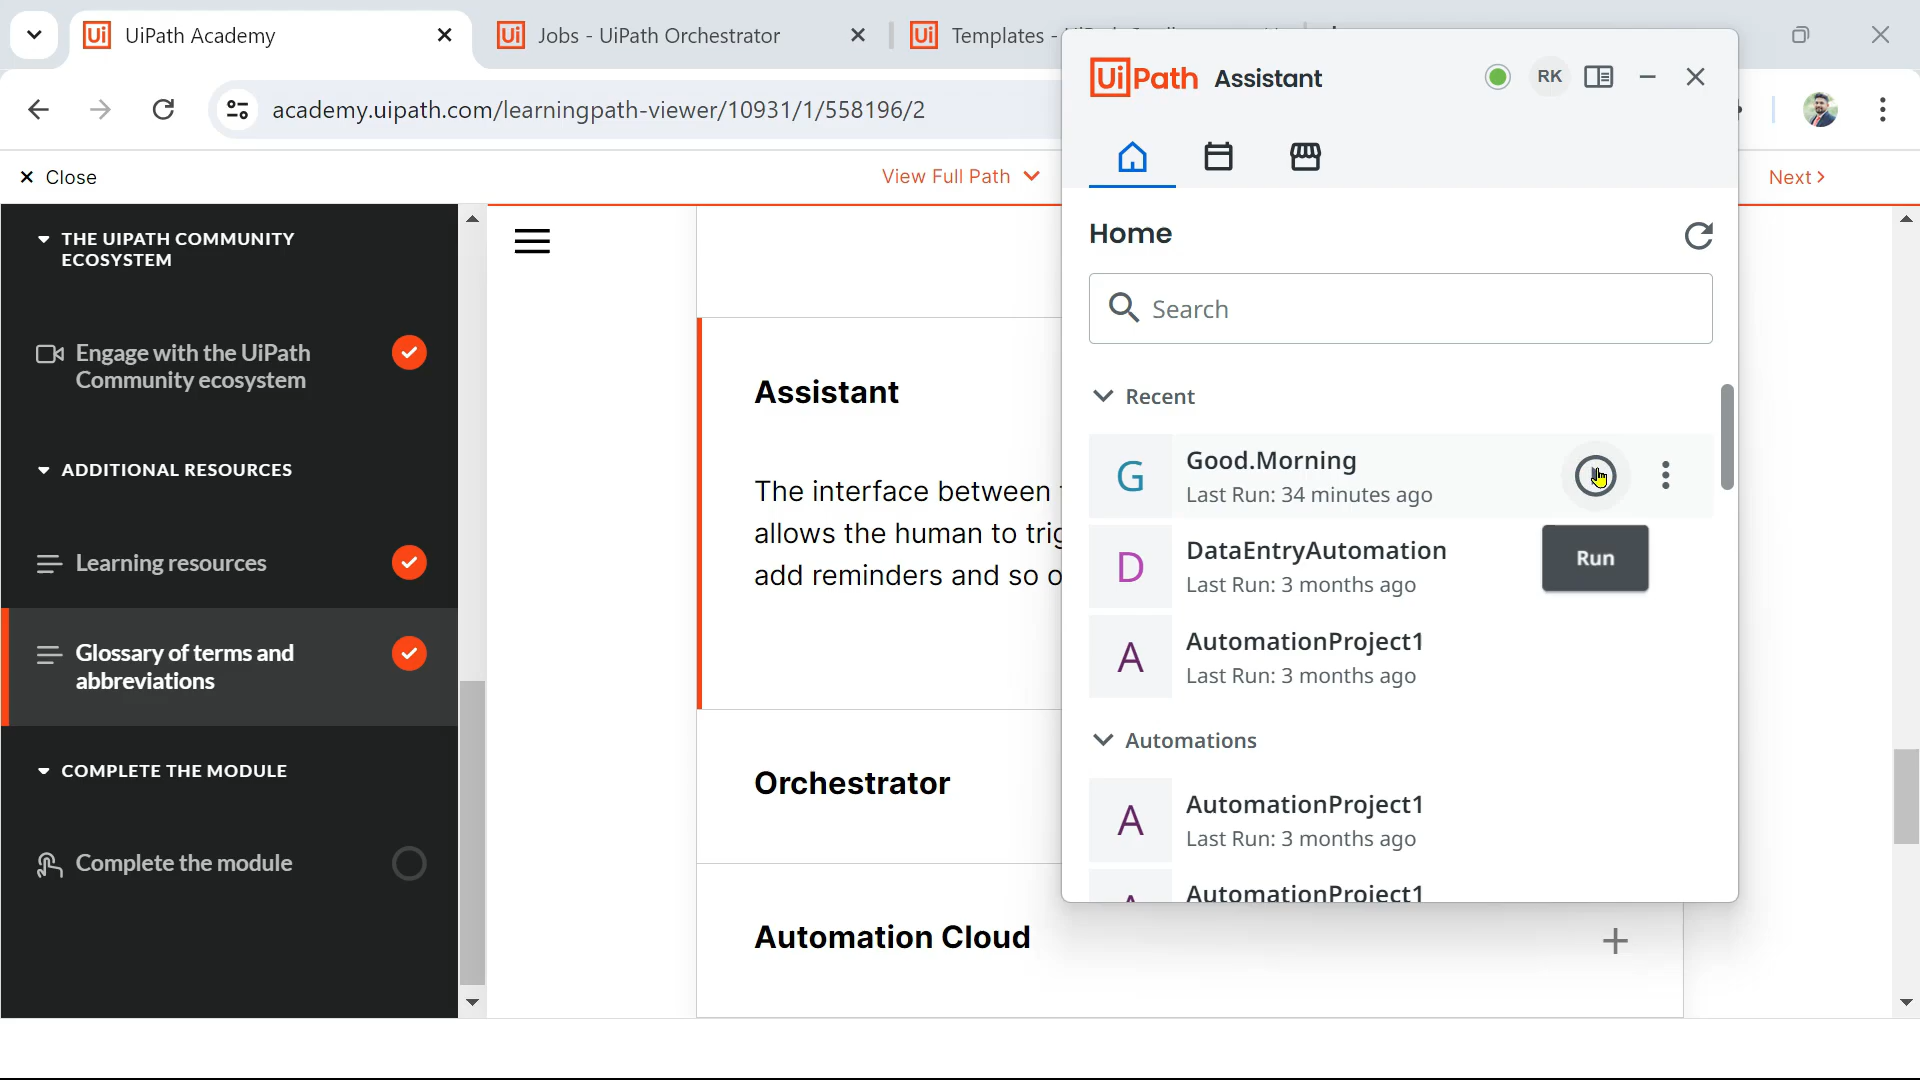 UiPath Academy
Jobs - UiPath Orchestrator
Templates -
academy.uipath.com/learningpath-viewer/10931/1/558196/2
Close
View Full Path
Next
THE UIPATH COMMUNITY
ECOSYSTEM
Engage with the UiPath
Community ecosystem
ADDITIONAL RESOURCES
Learning resources
Glossary of terms and
abbreviations
COMPLETE THE MODULE
Complete the module
Assistant
The interface between
allows the human to
add reminders and so
Orchestrator
Automation Cloud
UiPath Assistant
RK
Home
Search
Recent
G
Good.Morning
Last Run: 34 minutes ago
Run
D
DataEntryAutomation
Last Run: 3 months ago
A
AutomationProject1
Last Run: 3 months ago
Automations
A
AutomationProject1
Last Run: 3 months ago
AutomationProject1